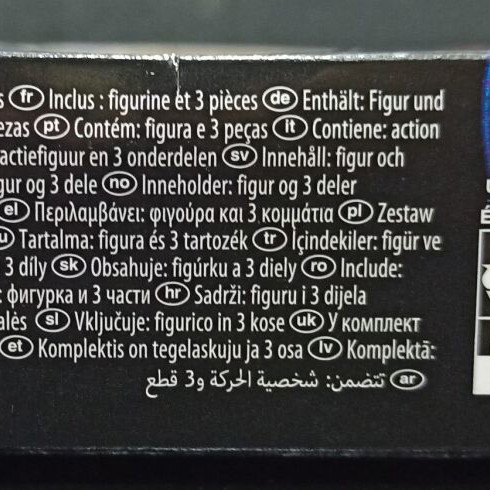 s fr Inclus : figurine et 3 pièces de Enthält: Figur und
ezas pt Contém: figura e 3 peças it Contiene: action
actiefiguur en 3 onderdelen sv Innehåll: figur och
gur og 3 dele no Inneholder: figur og 3 deler
el Περιλαμβάνει: φιγούρα και 3 κομμάτια pl Zestaw
u Tartalma: figura és 3 tartozék tr İçindekiler: figür ve
3 díly sk Obsahuje: figúrku a 3 diely ro Include:
: фигурка и 3 части hr Sadrži: figuru i 3 dijela
alės sl Vključuje: figurico in 3 kose uk У комплект
et Komplektis on tegelaskuju ja 3 osa lv Komplektā:
ar تتضمن: شخصية الحركة و3 قطع